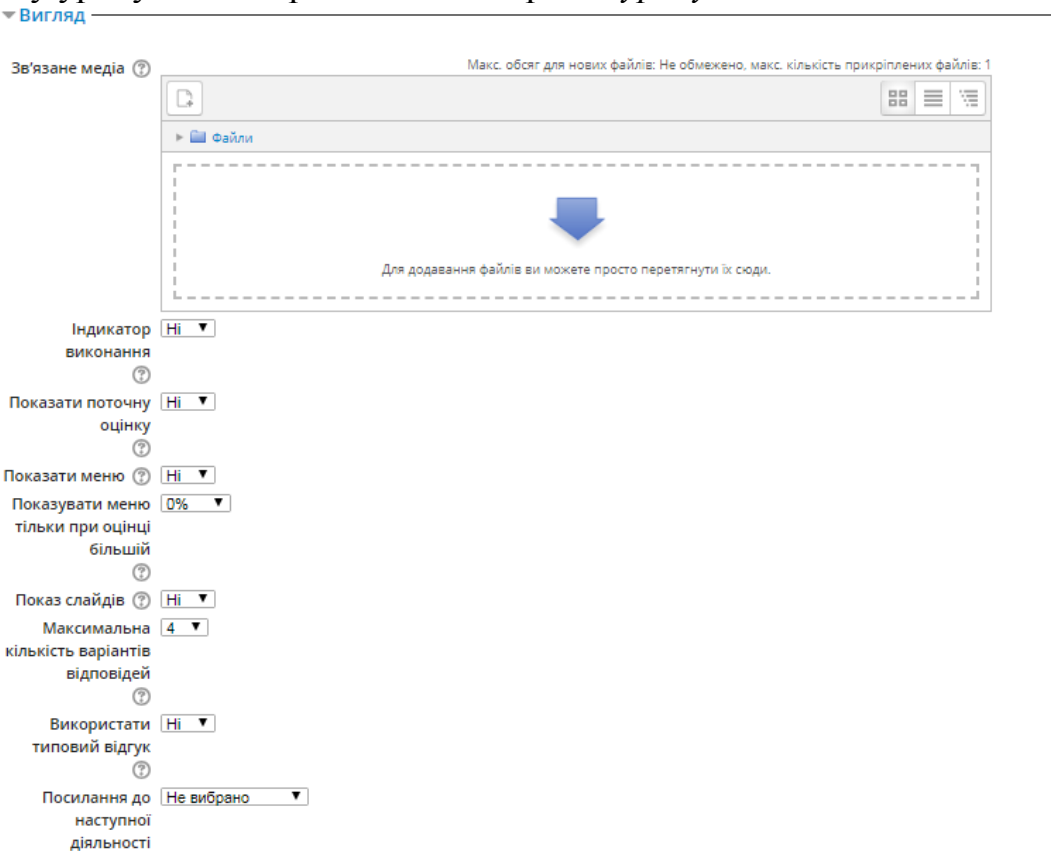 Вигляд
Зв'язане медіа
Макс. обсяг для нових файлів: Не обмежено, макс. кількість прикріплених файлів: 1
Файли
Для додавання файлів ви можете просто перетягнути їх сюди.
Індикатор Ні
виконання
Показати поточну Ні
оцінку
Показати меню Ні
Показувати меню 0%
тільки при оцінці
більшій
Показ слайдів Ні
Максимальна 4
кількість варіантів
відповідей
Використати Ні
типовий відгук
Посилання до Не вибрано
наступної
діяльності